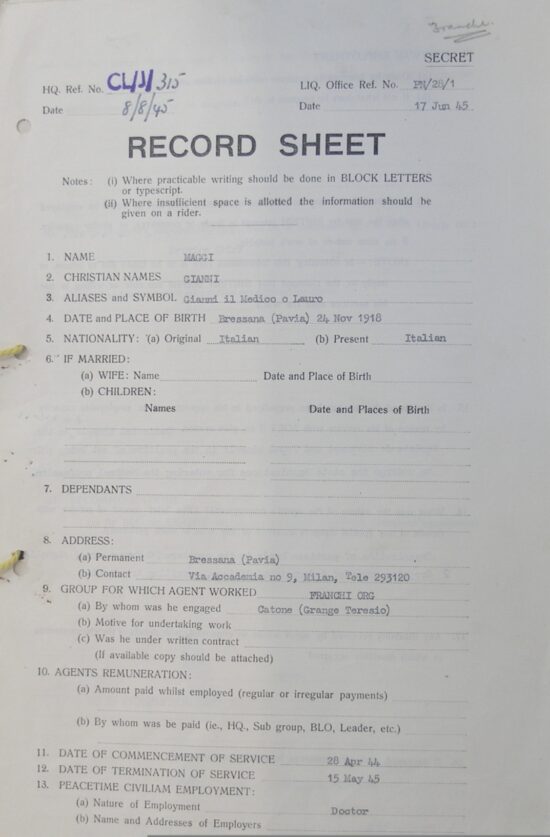 Franchi.
SECRET
HQ. Ref. No. CLJJ/315
LIQ. Office Ref. No. PM/28/1
Date 8/8/45
Date 17 Jun 45.
RECORD SHEET
Notes: (i) Where practicable writing should be done in BLOCK LETTERS
or typescript.
(ii) Where insufficient space is allotted the information should be
given on a rider.
1. NAME MAGGI
2. CHRISTIAN NAMES GIANNI
3. ALIASES and SYMBOL Gianni il Medico o Lauro
4. DATE and PLACE OF BIRTH Bressana (Pavia) 24 Nov 1918
5. NATIONALITY: (a) Original Italian (b) Present Italian
6. IF MARRIED:
(a) WIFE: Name Date and Place of Birth
(b) CHILDREN:
Names Date and Places of Birth
7. DEPENDANTS
8. ADDRESS:
(a) Permanent Bressana (Pavia)
(b) Contact Via Accademia no 9, Milan, Tele 293120
9. GROUP FOR WHICH AGENT WORKED FRANCHI ORG
(a) By whom was he engaged Catone (Grange Teresio)
(b) Motive for undertaking work
(c) Was he under written contract
(If available copy should be attached)
10. AGENTS REMUNERATION:
(a) Amount paid whilst employed (regular or irregular payments)
(b) By whom was be paid (ie., HQ., Sub group, BLO, Leader, etc.)
11. DATE OF COMMENCEMENT OF SERVICE 28 Apr 44
12. DATE OF TERMINATION OF SERVICE 15 May 45
13. PEACETIME CIVILIAM EMPLOYMENT:
(a) Nature of Employment Doctor
(b) Name and Addresses of Employers